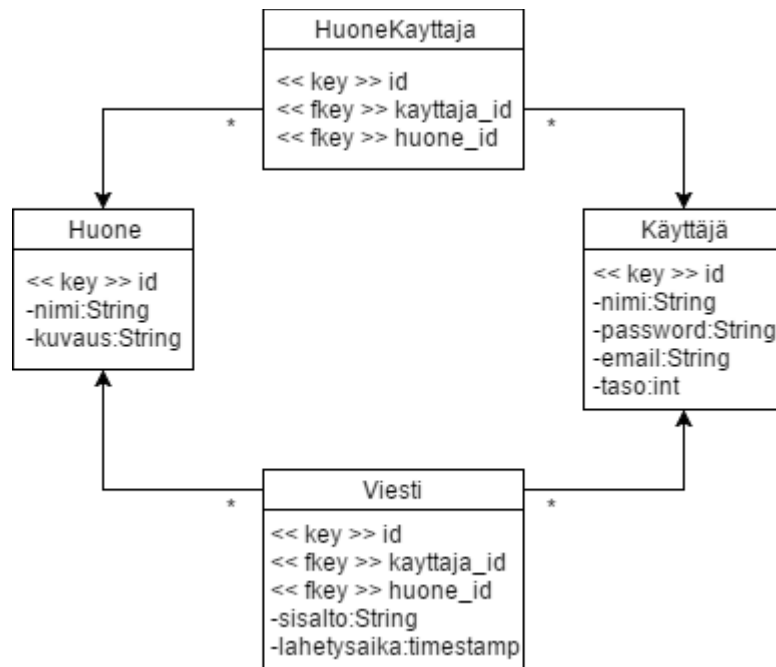 HuoneKayttaja
<< key >> id
<< fkey >> kayttaja_id
<< fkey >> huone_id
*
*
Huone
<< key >> id
-nimi:String
-kuvaus:String
Käyttäjä
<< key >> id
-nimi:String
-password:String
-email:String
-taso:int
*
*
Viesti
<< key >> id
<< fkey >> kayttaja_id
<< fkey >> huone_id
-sisalto:String
-lahetysaika:timestamp